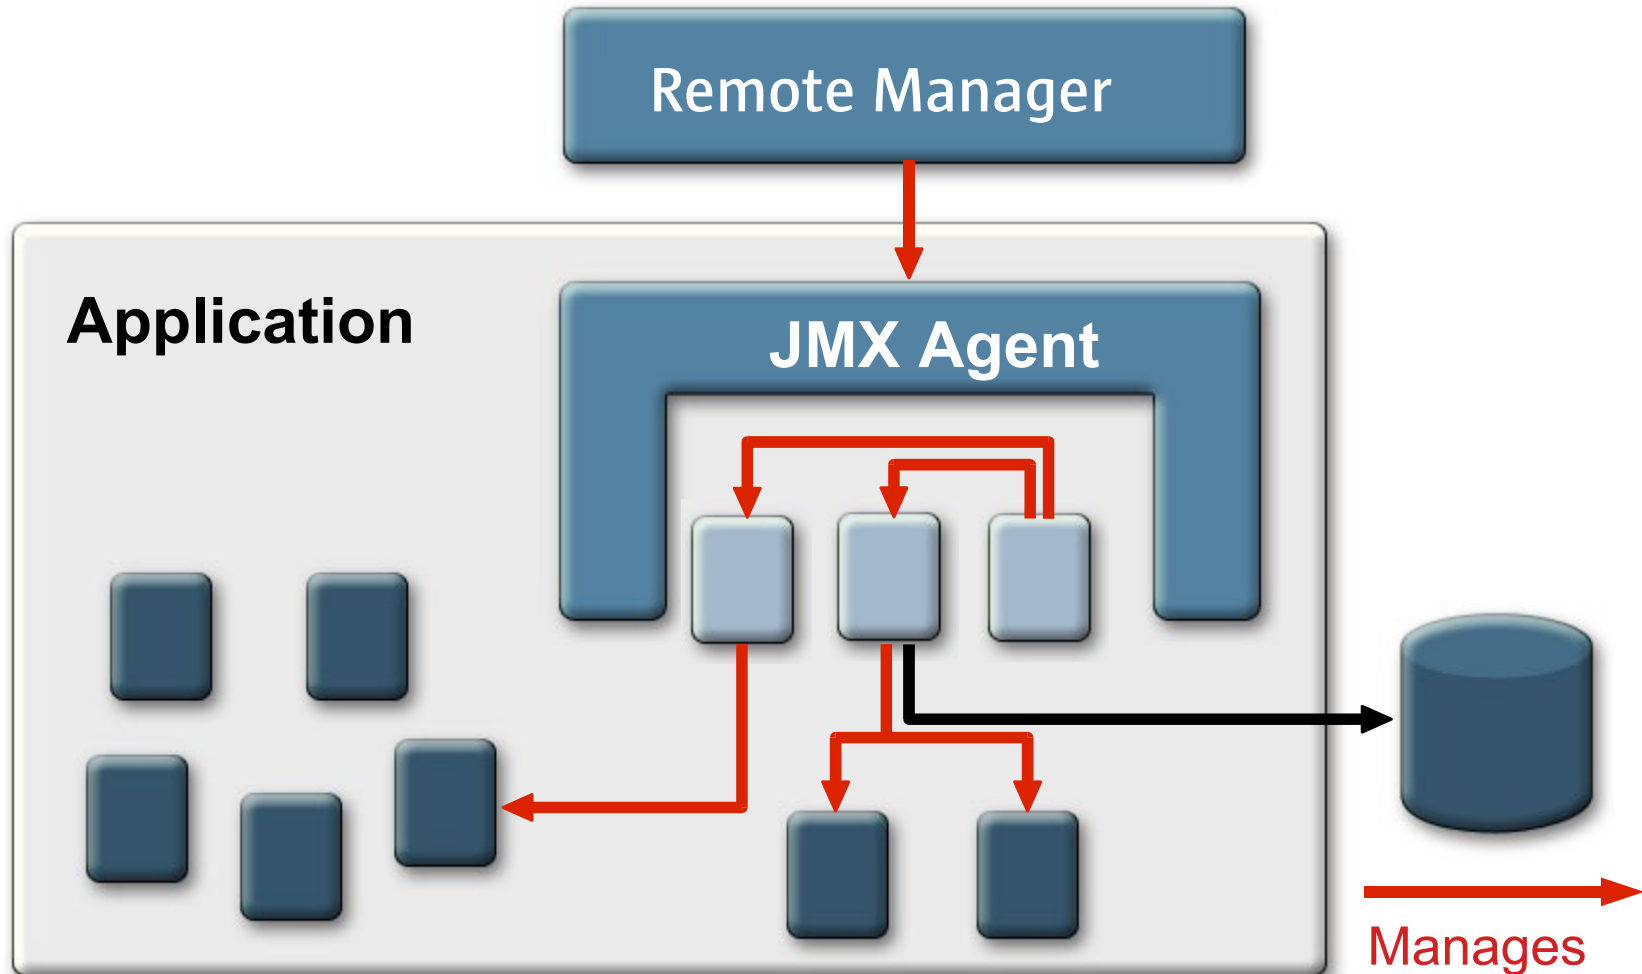 Remote Manager
Application
JMX Agent
Manages